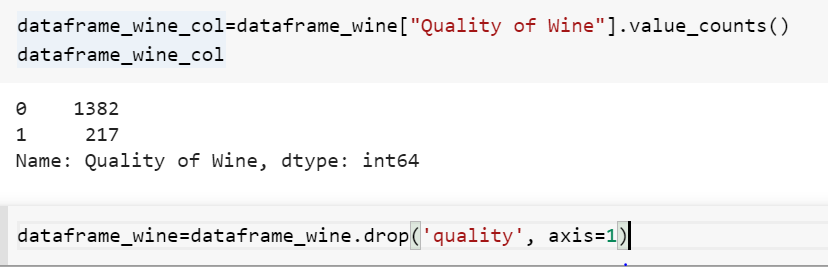 dataframe_wine_col=dataframe_wine["Quality of Wine"].value_counts()
dataframe_wine_col
0    1382
1     217
Name: Quality of Wine, dtype: int64
dataframe_wine=dataframe_wine.drop('quality', axis=1)